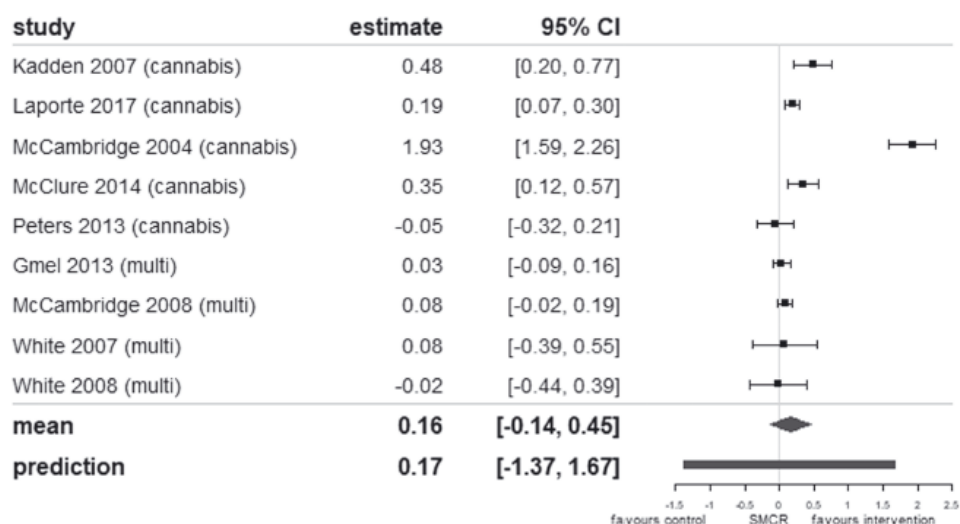 study estimate 95% CI
Kadden 2007 (cannabis) 0.48 [0.20, 0.77]
Laporte 2017 (cannabis) 0.19 [0.07, 0.30]
McCambridge 2004 (cannabis) 1.93 [1.59, 2.26]
McClure 2014 (cannabis) 0.35 [0.12, 0.57]
Peters 2013 (cannabis) -0.05 [-0.32, 0.21]
Gmel 2013 (multi) 0.03 [-0.09, 0.16]
McCambridge 2008 (multi) 0.08 [-0.02, 0.19]
White 2007 (multi) 0.08 [-0.39, 0.55]
White 2008 (multi) -0.02 [-0.44, 0.39]
mean 0.16 [-0.14, 0.45]
prediction 0.17 [-1.37, 1.67]
-1.5 -1 -0.5 0 0.5 1 1.5 2 2.5
favours control SMCR favours intervention